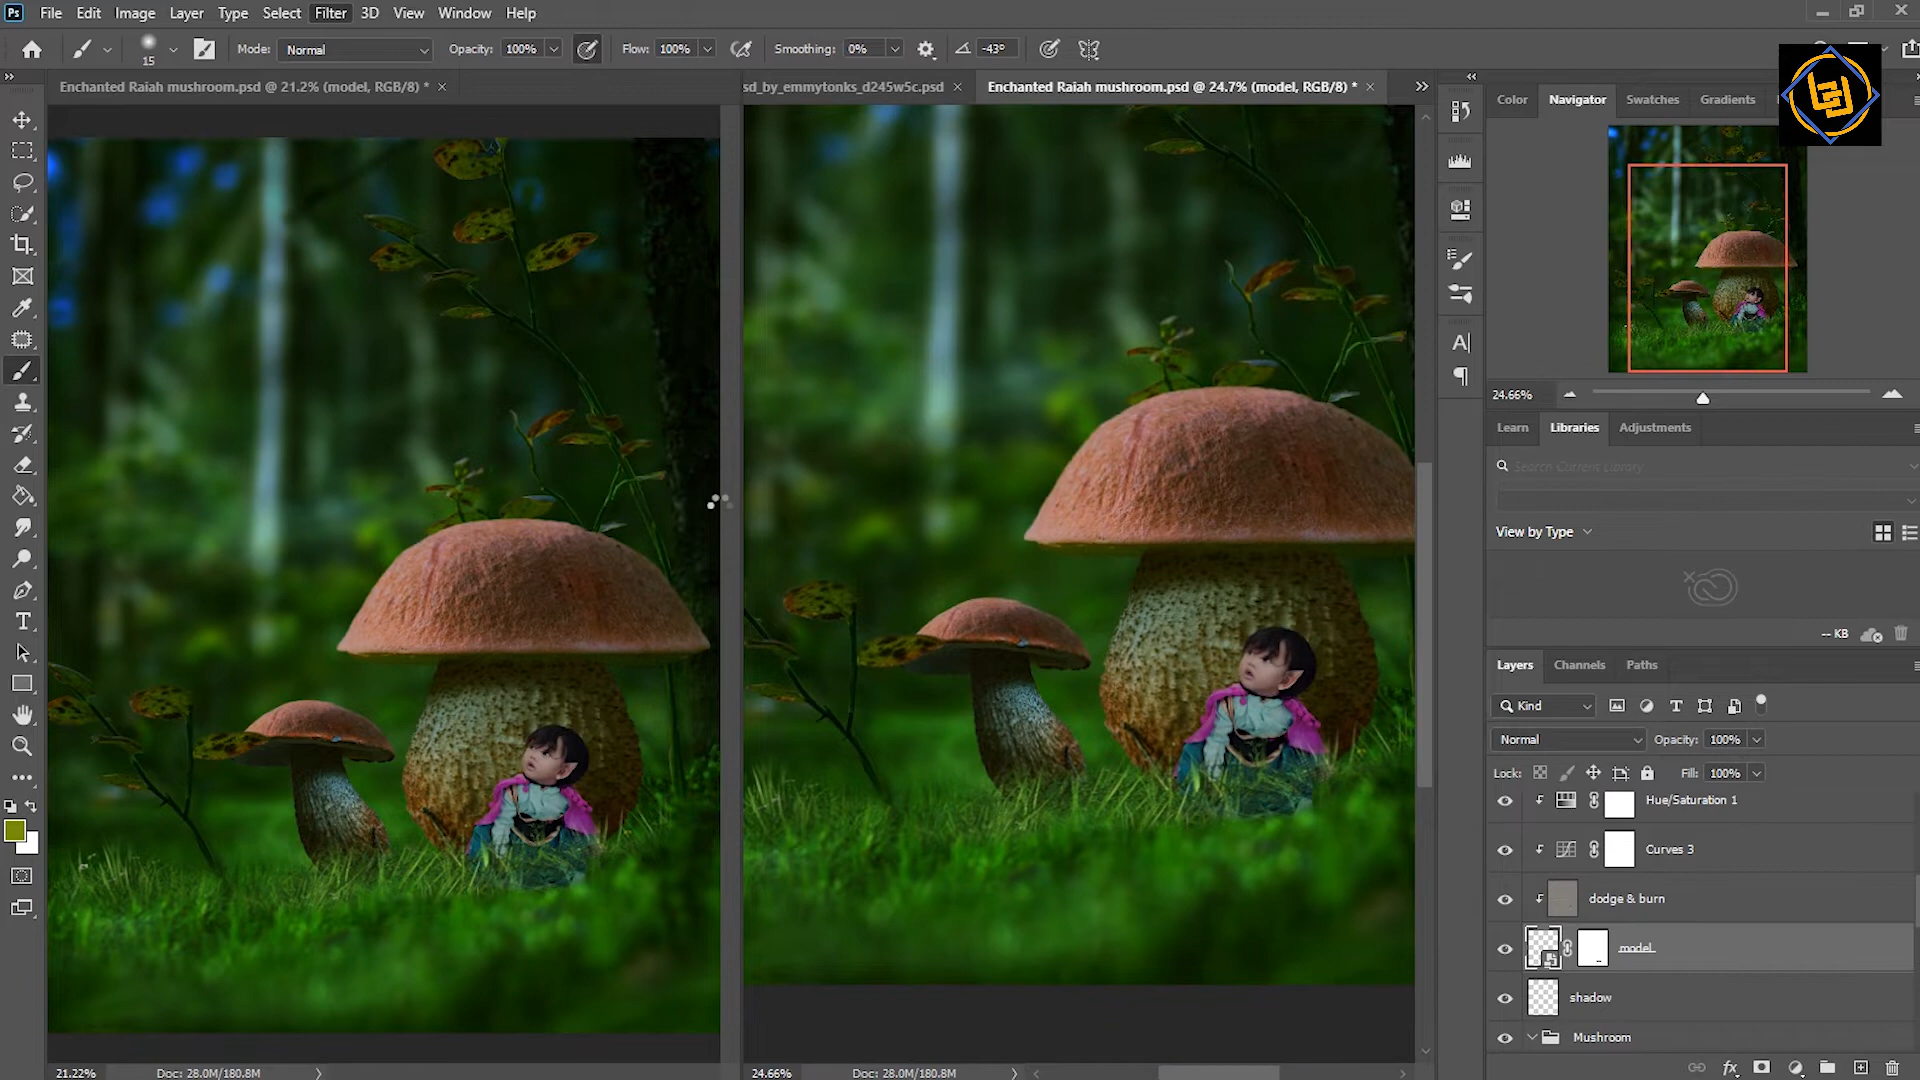 Ps File Edit Image Layer Type Select Filter 3D View Window Help
15 Mode: Normal Opacity: 100% Flow: 100% Smoothing: 0% -43°
Enchanted Raiah mushroom.psd @ 21.2% (model, RGB/8) * ×
sd_by_emmytonks_d245w5c.psd ×
Enchanted Raiah mushroom.psd @ 24.7% (model, RGB/8) * ×
Color Navigator Swatches Gradients
24.66%
Learn Libraries Adjustments
Search Current Library
View by Type
-- KB
Layers Channels Paths
Kind
Normal Opacity: 100%
Lock: Fill: 100%
Hue/Saturation 1
Curves 3
dodge & burn
model
shadow
Mushroom
21.22% Doc: 28.0M/180.8M
24.66% Doc: 28.0M/180.8M